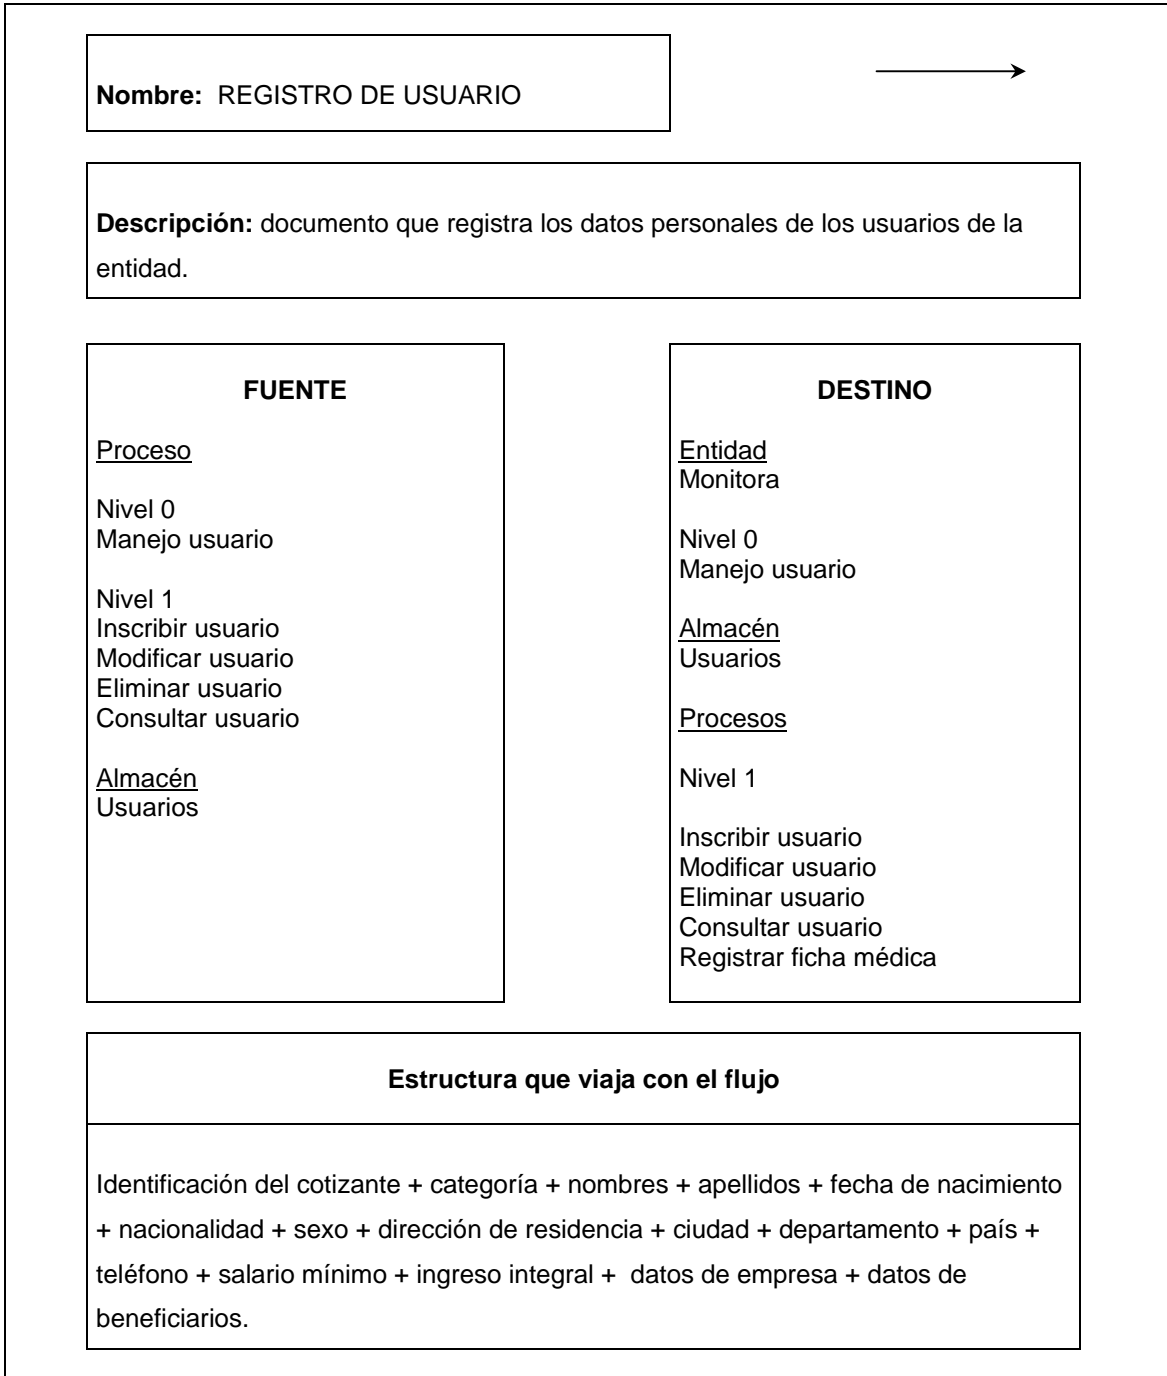 Nombre: REGISTRO DE USUARIO
Descripción: documento que registra los datos personales de los usuarios de la
entidad.
FUENTE
Proceso
Nivel 0
Manejo usuario
Nivel 1
Inscribir usuario
Modificar usuario
Eliminar usuario
Consultar usuario
Almacén
Usuarios
DESTINO
Entidad
Monitora
Nivel 0
Manejo usuario
Almacén
Usuarios
Procesos
Nivel 1
Inscribir usuario
Modificar usuario
Eliminar usuario
Consultar usuario
Registrar ficha médica
Estructura que viaja con el flujo
Identificación del cotizante + categoría + nombres + apellidos + fecha de nacimiento
+ nacionalidad + sexo + dirección de residencia + ciudad + departamento + país +
teléfono + salario mínimo + ingreso integral + datos de empresa + datos de
beneficiarios.